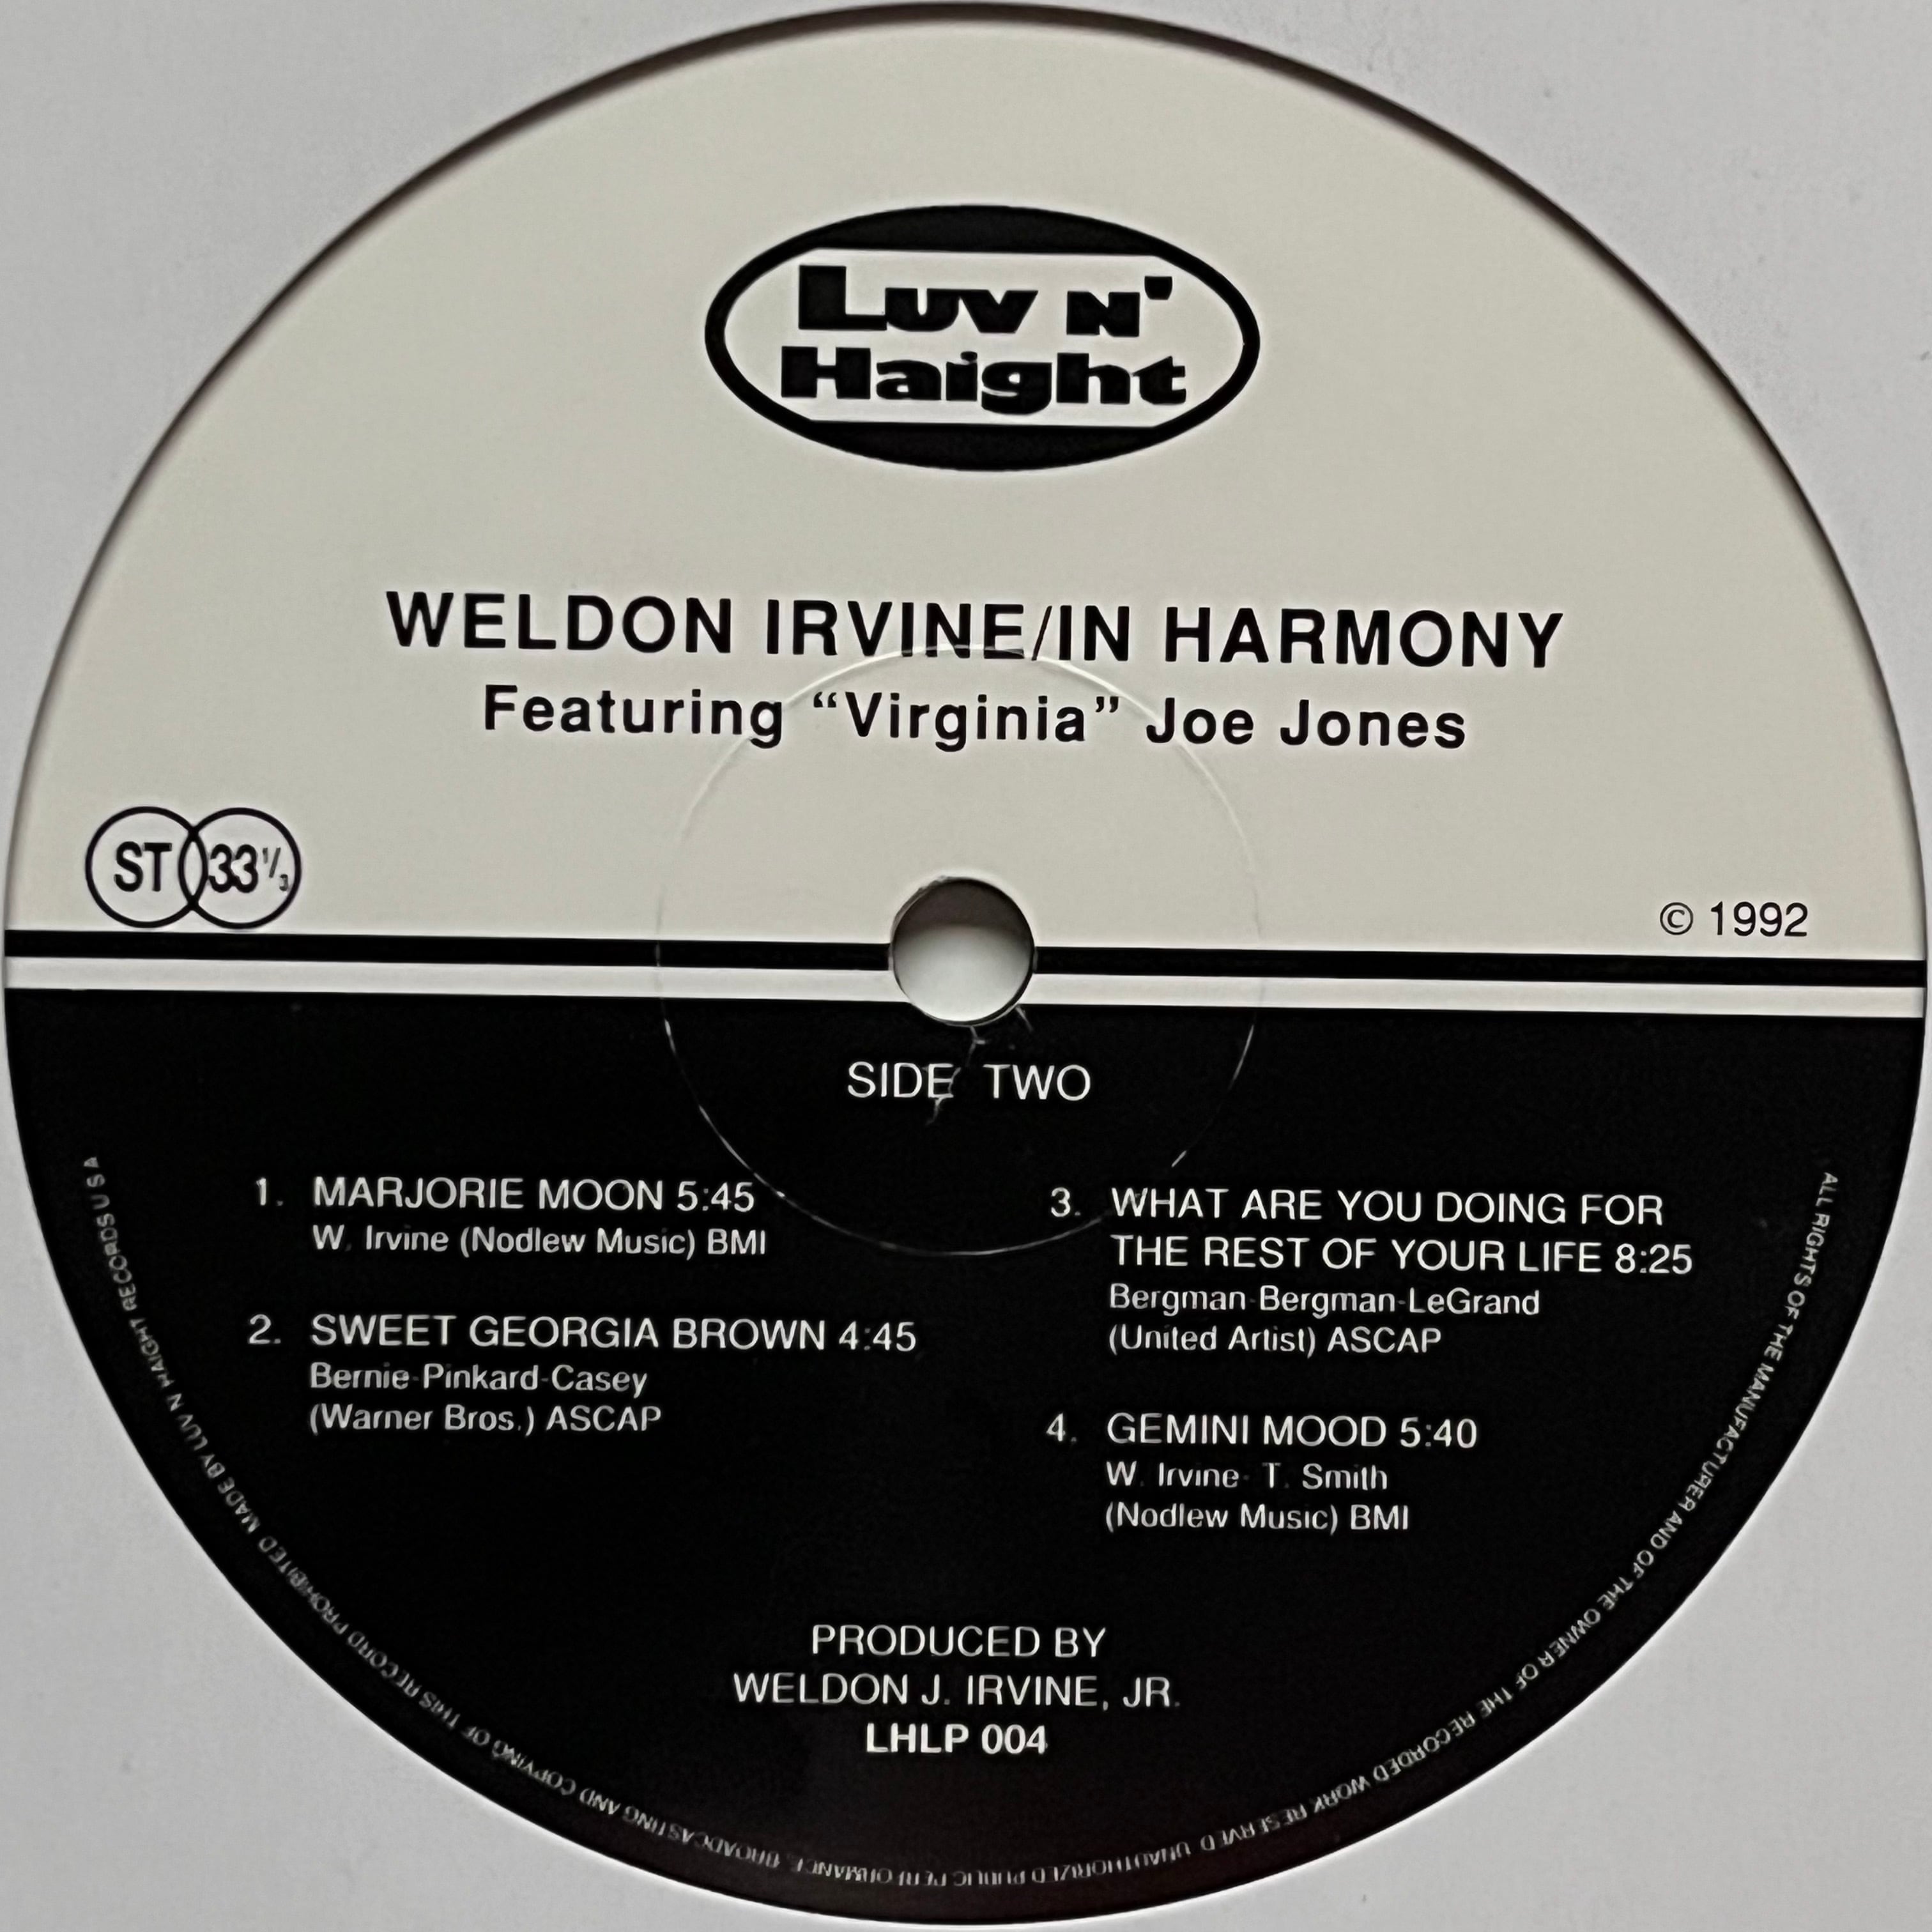 Luv n'
Haight
WELDON IRVINE/IN HARMONY
Featuring “Virginia” Joe Jones
ST 33⅓
© 1992
SIDE TWO
1. MARJORIE MOON 5:45
W. Irvine (Nodlew Music) BMI
2. SWEET GEORGIA BROWN 4:45
Bernie-Pinkard-Casey
(Warner Bros.) ASCAP
3. WHAT ARE YOU DOING FOR
THE REST OF YOUR LIFE 8:25
Bergman-Bergman-LeGrand
(United Artist) ASCAP
4. GEMINI MOOD 5:40
W. Irvine- T. Smith
(Nodlew Music) BMI
PRODUCED BY
WELDON J. IRVINE, JR.
LHLP 004
ALL RIGHTS OF THE MANUFACTURER AND OF THE OWNER OF THE RECORDED WORK RESERVED UNAUTHORIZED PUBLIC PERFORMANCE BROADCASTING AND COPYING OF THIS RECORD PROHIBITED MADE BY LUV N HAIGHT RECORDS USA